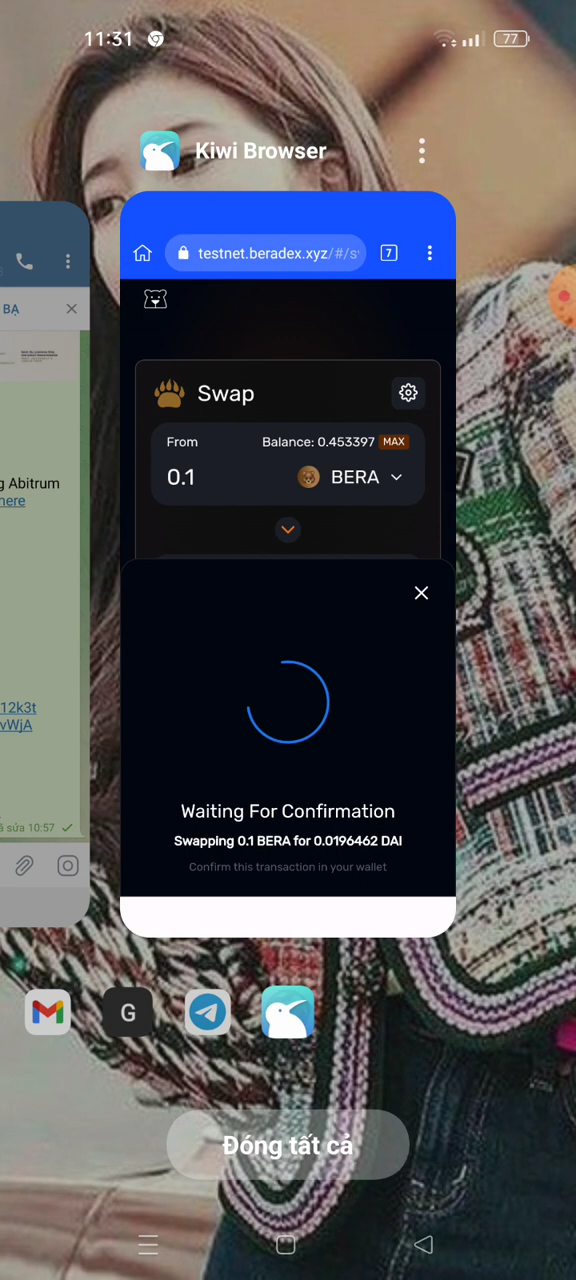 11:31
77
Kiwi Browser
testnet.beradex.xyz/#/s
7
BẠ
Swap
From
Balance: 0.453397 MAX
0.1
BERA
g Abitrum
here
12k3t
vWJA
sửa 10:57
Waiting For Confirmation
Swapping 0.1 BERA for 0.0196462 DAI
Confirm this transaction in your wallet
G
Đóng tất cả